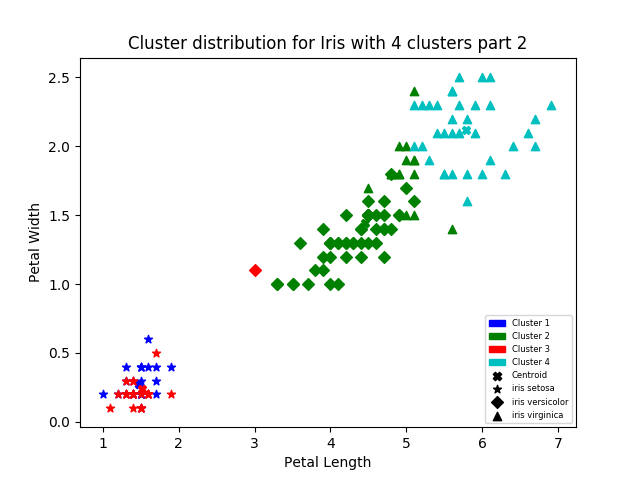 Cluster distribution for Iris with 4 clusters part 2
2.5
2.0
1.5
1.0
0.5
0.0
Petal Width
1 2 3 4 5 6 7
Petal Length
Cluster 1
Cluster 2
Cluster 3
Cluster 4
Centroid
iris setosa
iris versicolor
iris virginica